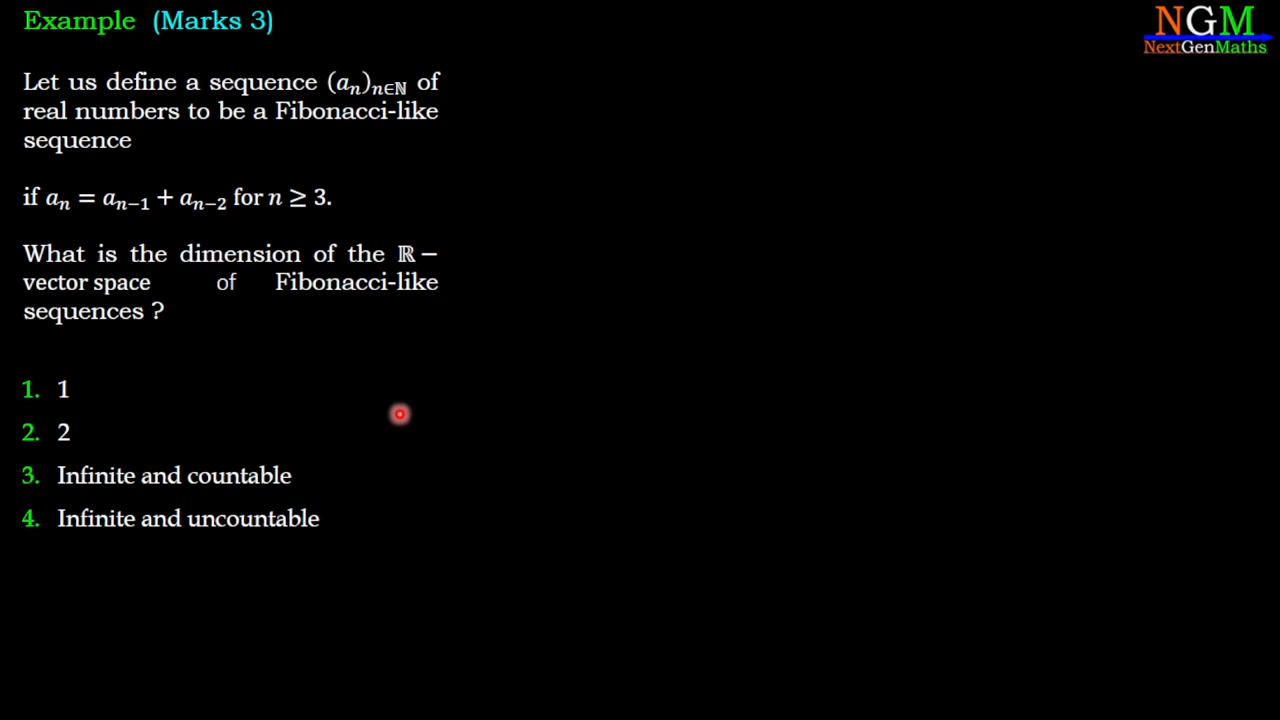 Example (Marks 3)
NGM
NextGenMaths
Let us define a sequence (aₙ)ₙ∈ℕ of
real numbers to be a Fibonacci-like
sequence
if aₙ = aₙ₋₁ + aₙ₋₂ for n ≥ 3.
What is the dimension of the ℝ −
vector space of Fibonacci-like
sequences ?
1. 1
2. 2
3. Infinite and countable
4. Infinite and uncountable